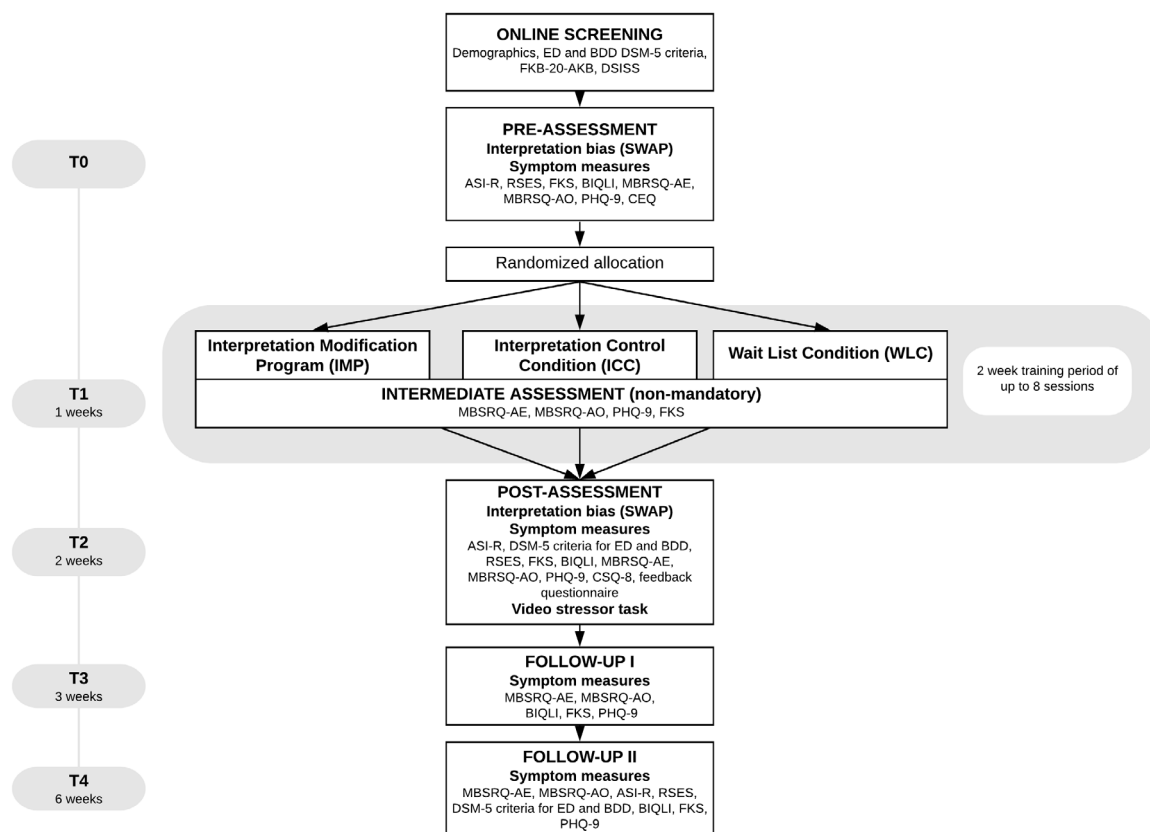 ONLINE SCREENING
Demographics, ED and BDD DSM-5 criteria,
FKB-20-AKB, DSISS
T0
PRE-ASSESSMENT
Interpretation bias (SWAP)
Symptom measures
ASI-R, RSES, FKS, BIQLI, MBRSQ-AE,
MBRSQ-AO, PHQ-9, CEQ
Randomized allocation
Interpretation Modification
Program (IMP)
Interpretation Control
Condition (ICC)
Wait List Condition (WLC)
2 week training period of
up to 8 sessions
T1
1 weeks
INTERMEDIATE ASSESSMENT (non-mandatory)
MBSRQ-AE, MBSRQ-AO, PHQ-9, FKS
T2
2 weeks
POST-ASSESSMENT
Interpretation bias (SWAP)
Symptom measures
ASI-R, DSM-5 criteria for ED and BDD,
RSES, FKS, BIQLI, MBRSQ-AE,
MBRSQ-AO, PHQ-9, CSQ-8, feedback
questionnaire
Video stressor task
T3
3 weeks
FOLLOW-UP I
Symptom measures
MBSRQ-AE, MBSRQ-AO,
BIQLI, FKS, PHQ-9
T4
6 weeks
FOLLOW-UP II
Symptom measures
MBSRQ-AE, MBSRQ-AO, ASI-R, RSES,
DSM-5 criteria for ED and BDD, BIQLI, FKS,
PHQ-9